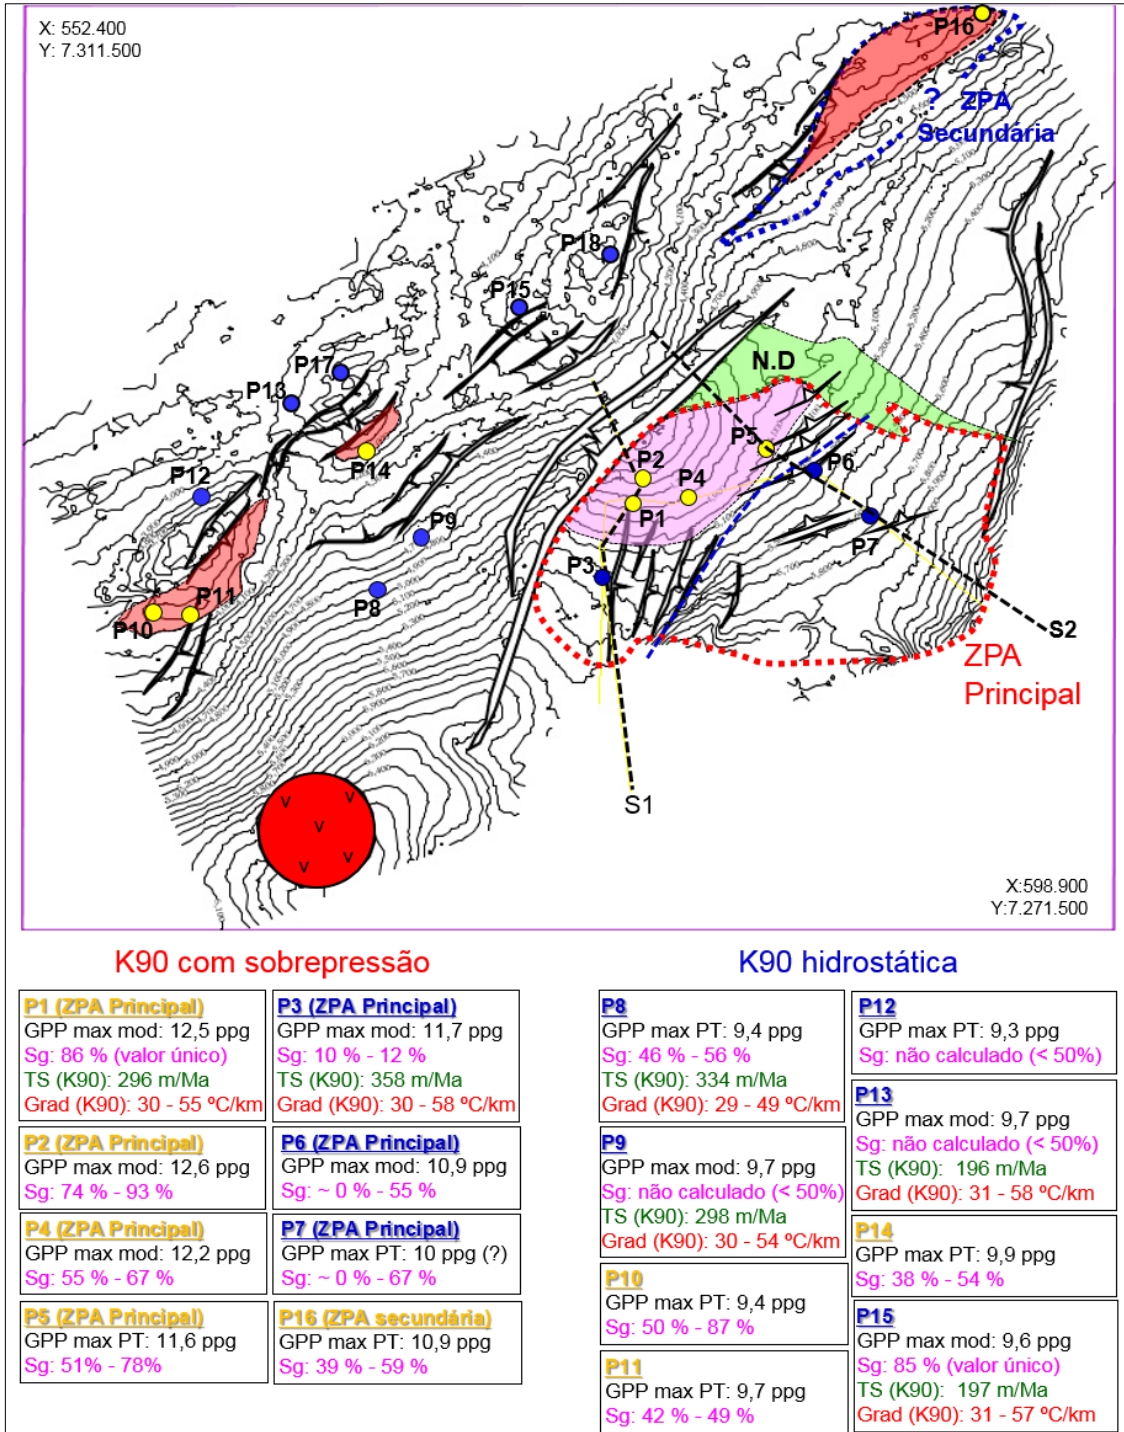 X: 552.400
Y: 7.311.500
P16
? ZPA
Secundária
P18
P15
P17
P13
N.D
P14
P5
P12
P2
P6
P4
P9
P1
P7
P3
P8
P11
P10
S2
ZPA
Principal
S1
X:598.900
Y:7.271.500
v v
v
v v
K90 com sobrepressão
P1 (ZPA Principal)
GPP max mod: 12,5 ppg
Sg: 86 % (valor único)
TS (K90): 296 m/Ma
Grad (K90): 30 - 55 ºC/km
P3 (ZPA Principal)
GPP max mod: 11,7 ppg
Sg: 10 % - 12 %
TS (K90): 358 m/Ma
Grad (K90): 30 - 58 ºC/km
P2 (ZPA Principal)
GPP max mod: 12,6 ppg
Sg: 74 % - 93 %
P6 (ZPA Principal)
GPP max mod: 10,9 ppg
Sg: ~ 0 % - 55 %
P4 (ZPA Principal)
GPP max mod: 12,2 ppg
Sg: 55 % - 67 %
P7 (ZPA Principal)
GPP max PT: 10 ppg (?)
Sg: ~ 0 % - 67 %
P5 (ZPA Principal)
GPP max PT: 11,6 ppg
Sg: 51% - 78%
P16 (ZPA secundária)
GPP max PT: 10,9 ppg
Sg: 39 % - 59 %
K90 hidrostática
P8
GPP max PT: 9,4 ppg
Sg: 46 % - 56 %
TS (K90): 334 m/Ma
Grad (K90): 29 - 49 ºC/km
P9
GPP max mod: 9,7 ppg
Sg: não calculado (< 50%)
TS (K90): 298 m/Ma
Grad (K90): 30 - 54 ºC/km
P10
GPP max PT: 9,4 ppg
Sg: 50 % - 87 %
P11
GPP max PT: 9,7 ppg
Sg: 42 % - 49 %
P12
GPP max PT: 9,3 ppg
Sg: não calculado (< 50%)
P13
GPP max mod: 9,7 ppg
Sg: não calculado (< 50%)
TS (K90): 196 m/Ma
Grad (K90): 31 - 58 ºC/km
P14
GPP max PT: 9,9 ppg
Sg: 38 % - 54 %
P15
GPP max mod: 9,6 ppg
Sg: 85 % (valor único)
TS (K90): 197 m/Ma
Grad (K90): 31 - 57 ºC/km